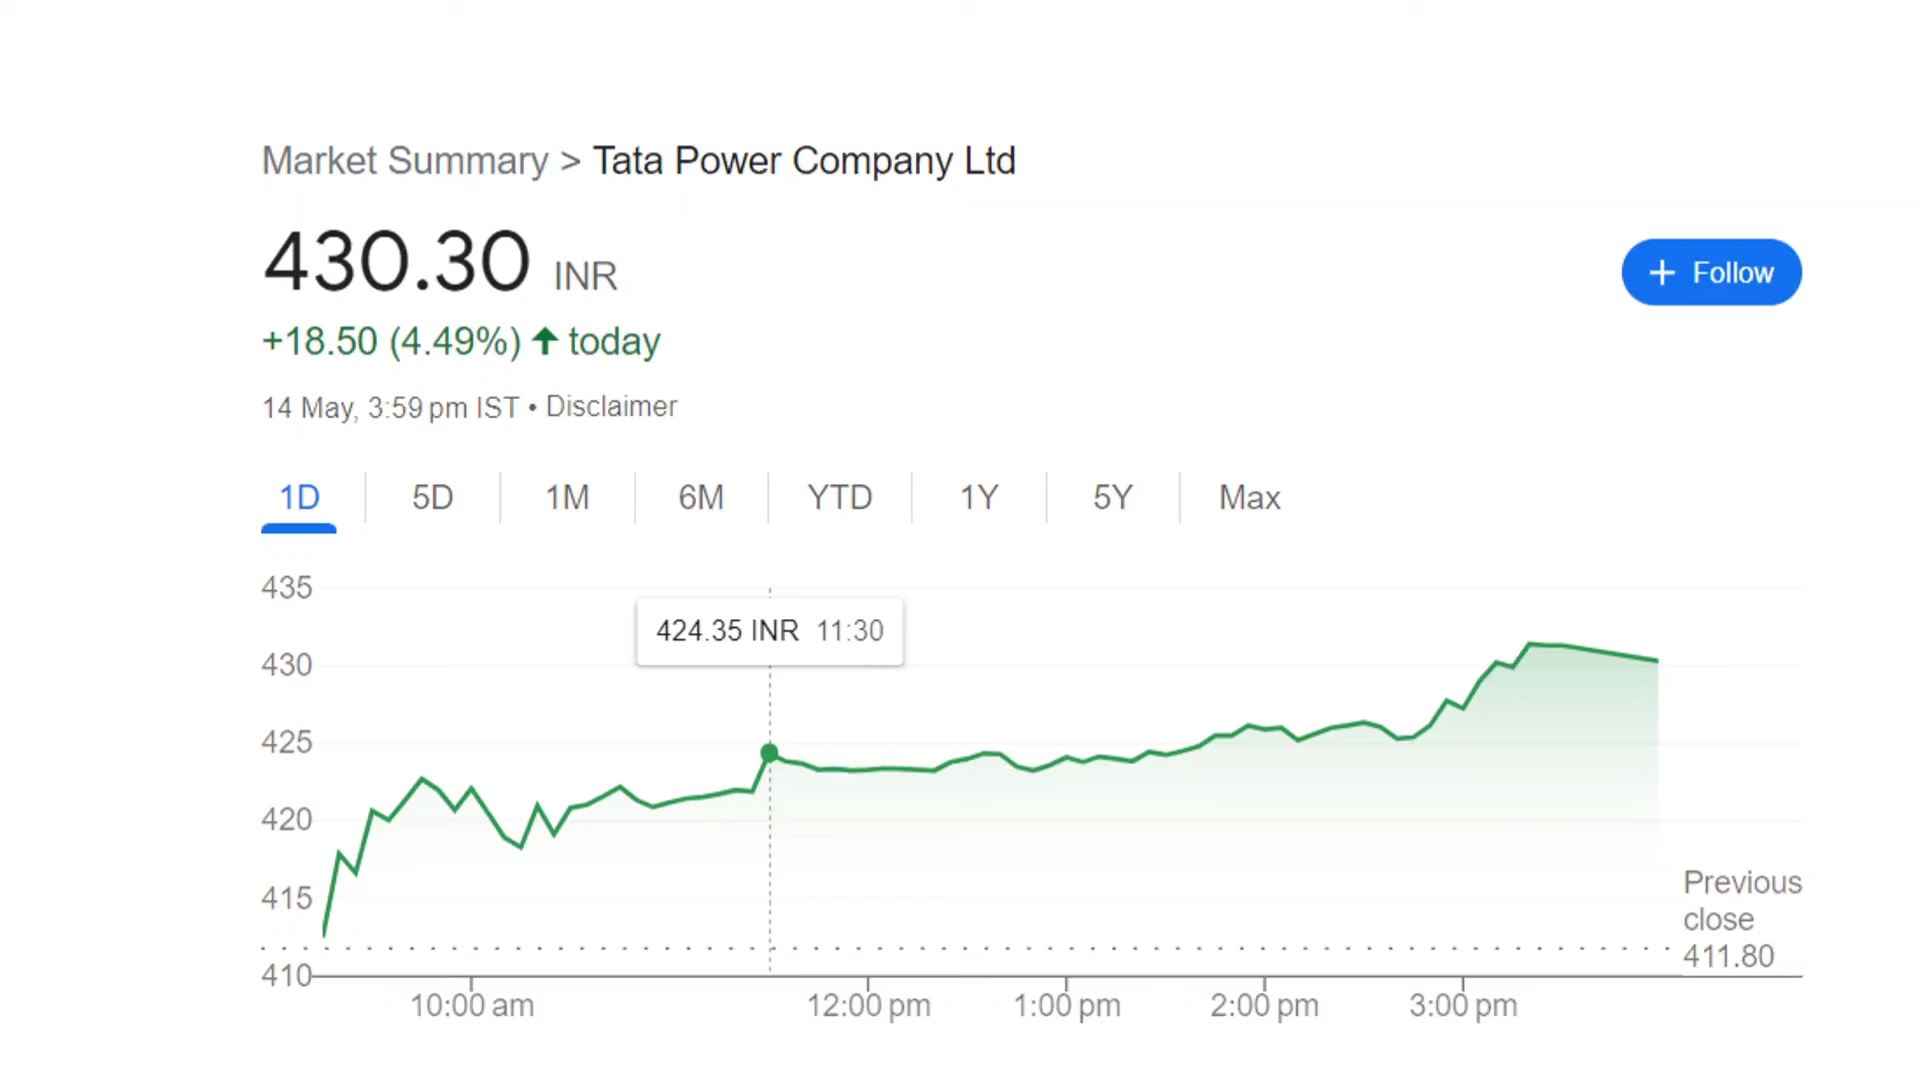 Market Summary > Tata Power Company Ltd
430.30 INR
+ Follow
+18.50 (4.49%) ↑ today
14 May, 3:59 pm IST • Disclaimer
1D 5D 1M 6M YTD 1Y 5Y Max
435
424.35 INR 11:30
430
425
420
415
Previous
close
411.80
410
10:00 am 12:00 pm 1:00 pm 2:00 pm 3:00 pm